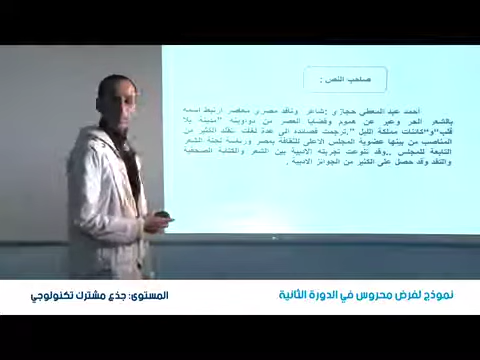 صاحب النص :
أحمد عبد المعطي حجازي :شاعر وناقد مصري معاصر ارتبط اسمه
بالشعر الحر وعبر عن هموم وقضايا العصر من دواوينه "مدينة بلا
قلب"و"كائنات مملكة الليل "،ترجمت قصائده الى عدة لغات ،تقلد الكثير من
المناصب من بينها عضوية المجلس الاعلى للثقافة بمصر ورئاسة لجنة الشعر
التابعة للمجلس ..وقد تنوعت تجربته الادبية بين الشعر والكتابة الصحفية
والنقد وقد حصل على الكثير من الجوائز الادبية .
نموذج لفرض محروس في الدورة الثانية
المستوى: جذع مشترك تكنولوجي